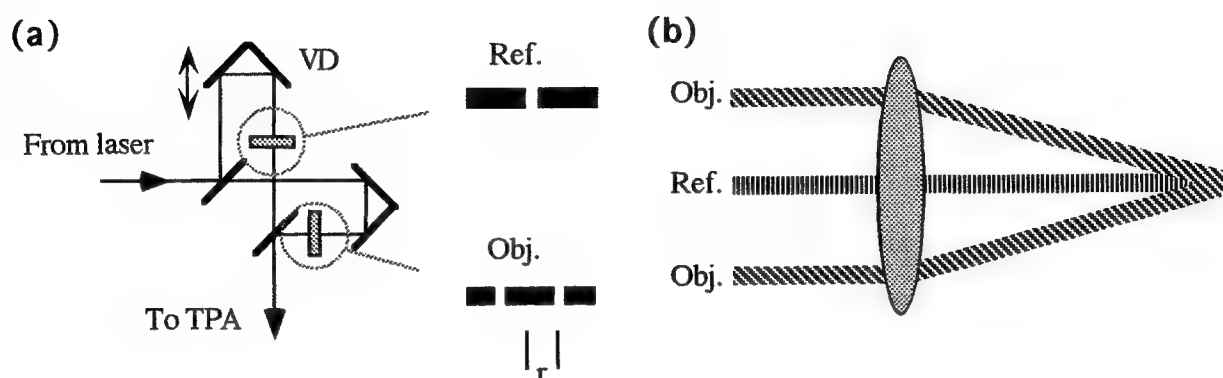 (a)
VD
From laser
To TPA
Ref.
Obj.
r
(b)
Obj.
Ref.
Obj.